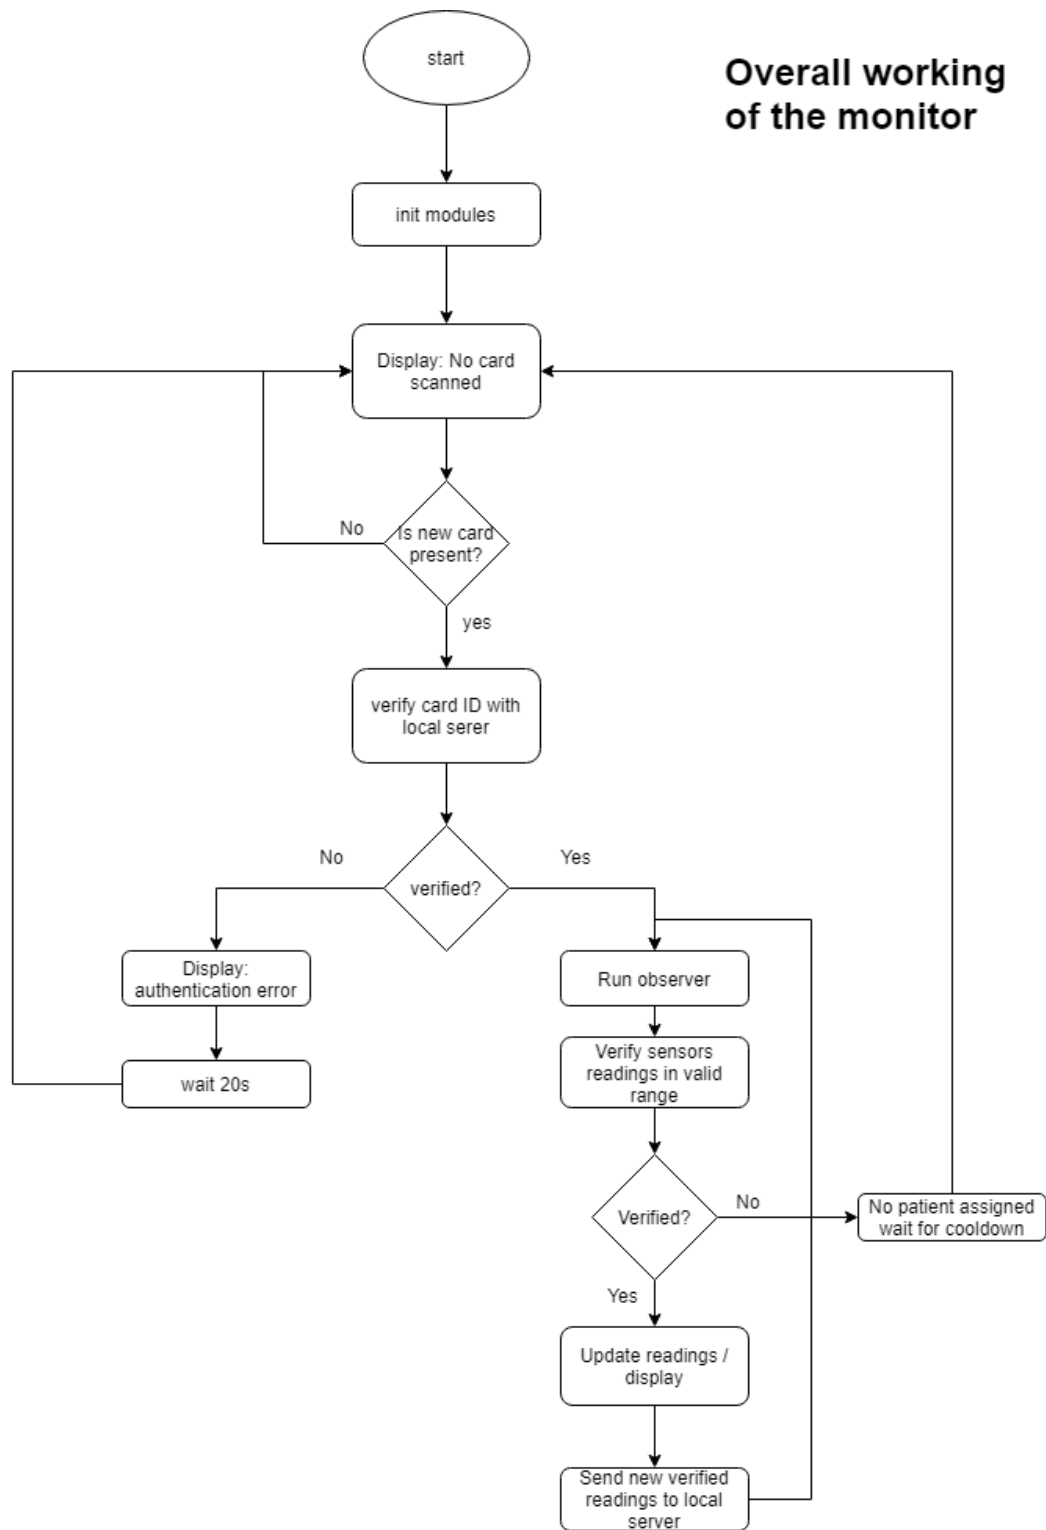 start
Overall working
of the monitor
init modules
Display: No card
scanned
No
Is new card
present?
yes
verify card ID with
local serer
No
Yes
verified?
Display:
authentication error
Run observer
wait 20s
Verify sensors
readings in valid
range
Verified?
No
No patient assigned
wait for cooldown
Yes
Update readings /
display
Send new verified
readings to local
server